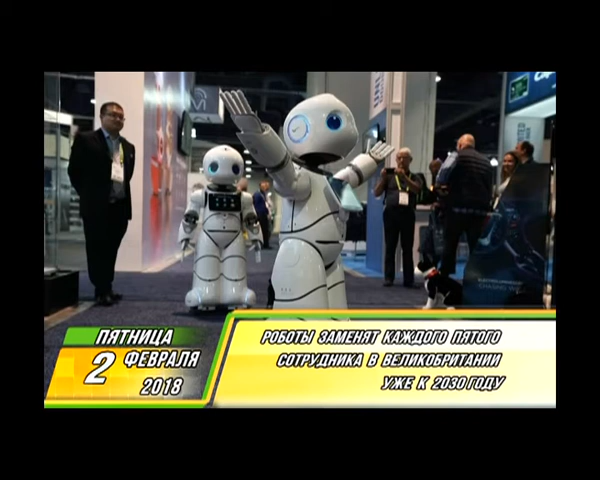 ПЯТНИЦА
2 ФЕВРАЛЯ
2018
РОБОТЫ ЗАМЕНЯТ КАЖДОГО ПЯТОГО
СОТРУДНИКА В ВЕЛИКОБРИТАНИИ
УЖЕ К 2030 ГОДУ